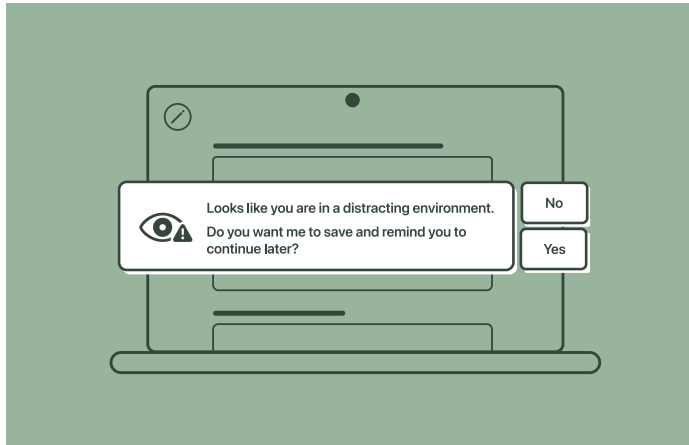 Looks like you are in a distracting environment.
No
Do you want me to save and remind you to
continue later?
Yes